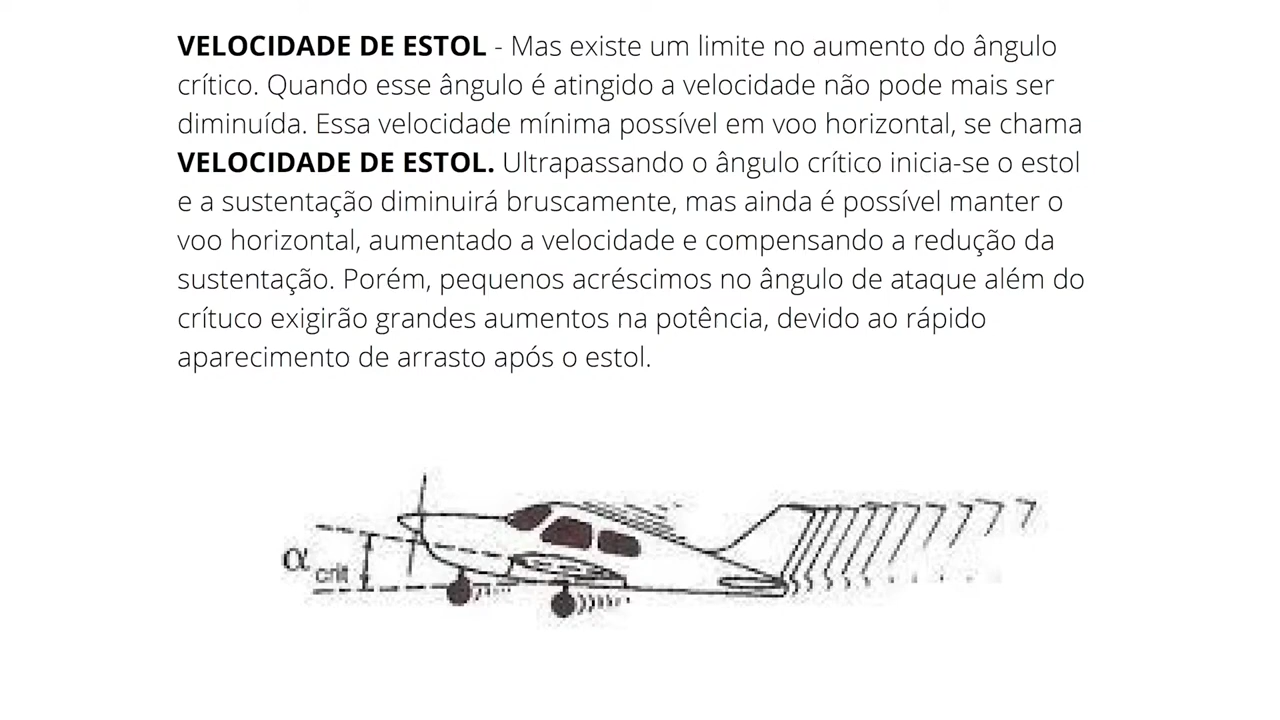 VELOCIDADE DE ESTOL - Mas existe um limite no aumento do ângulo
crítico. Quando esse ângulo é atingido a velocidade não pode mais ser
diminuída. Essa velocidade mínima possível em voo horizontal, se chama
VELOCIDADE DE ESTOL. Ultrapassando o ângulo crítico inicia-se o estol
e a sustentação diminuirá bruscamente, mas ainda é possível manter o
voo horizontal, aumentado a velocidade e compensando a redução da
sustentação. Porém, pequenos acréscimos no ângulo de ataque além do
crítuco exigirão grandes aumentos na potência, devido ao rápido
aparecimento de arrasto após o estol.
α crit